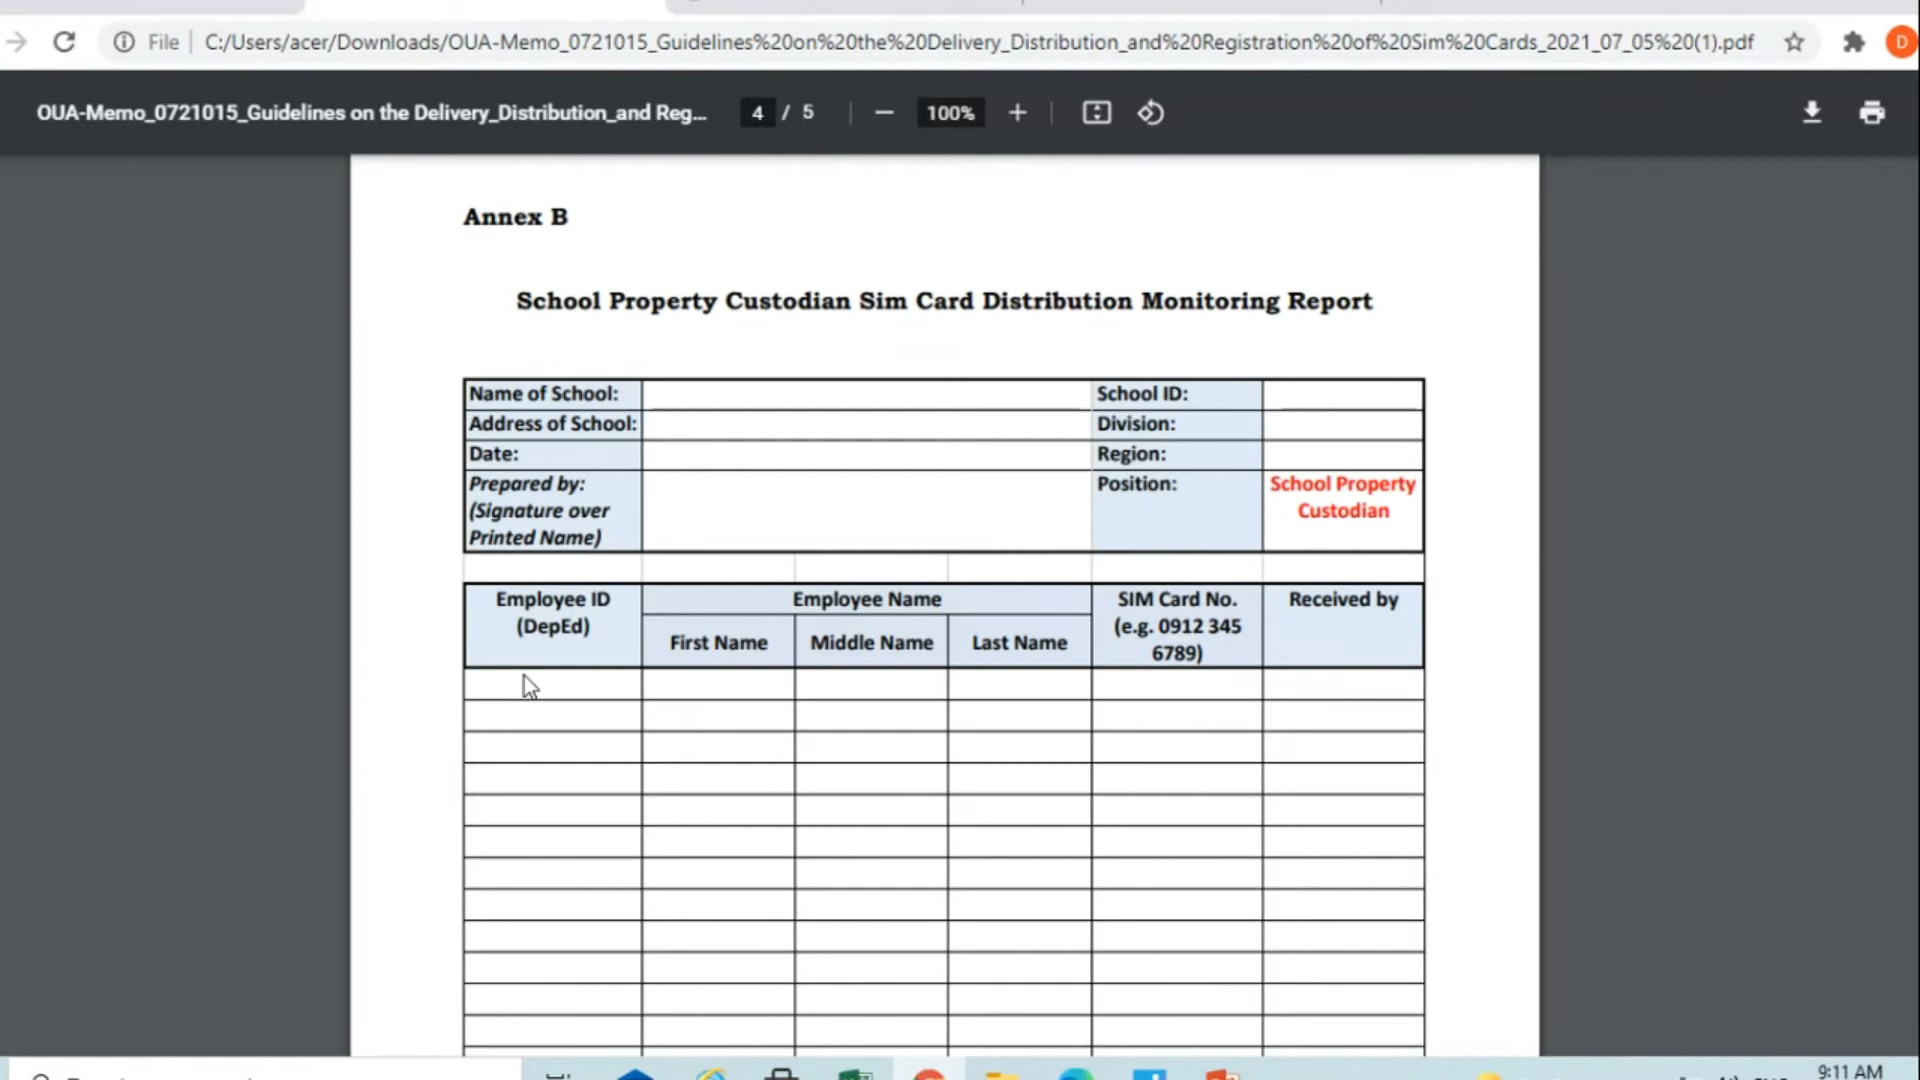 File C:/Users/acer/Downloads/OUA-Memo_0721015_Guidelines%20on%20the%20Delivery_Distribution_and%20Registration%20of%20Sim%20Cards_2021_07_05%20(1).pdf D
OUA-Memo_0721015_Guidelines on the Delivery_Distribution_and Reg... 4 / 5 100%
Annex B
School Property Custodian Sim Card Distribution Monitoring Report
Name of School: School ID:
Address of School: Division:
Date: Region:
Prepared by: Position: School Property
(Signature over Custodian
Printed Name)
Employee ID Employee Name SIM Card No. Received by
(DepEd) First Name Middle Name Last Name (e.g. 0912 345
6789)
9:11 AM